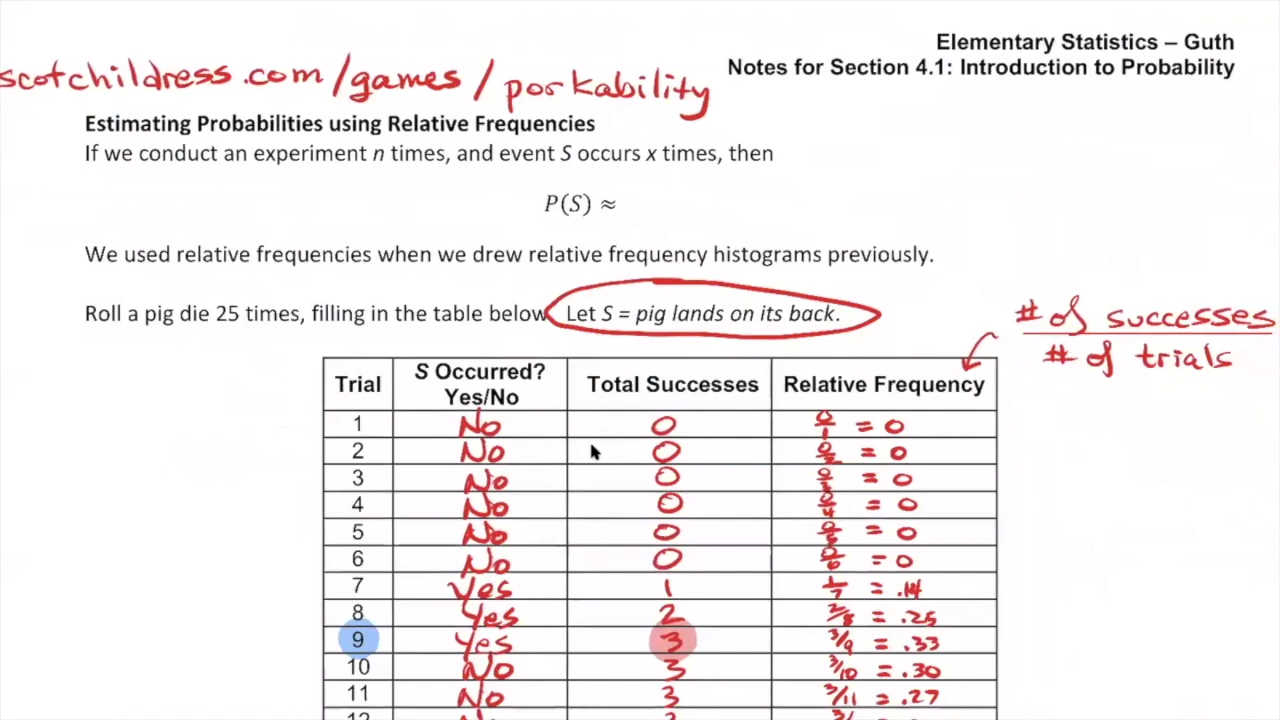 Elementary Statistics – Guth
Notes for Section 4.1: Introduction to Probability
scotchildress.com/games/porkability
Estimating Probabilities using Relative Frequencies
If we conduct an experiment n times, and event S occurs x times, then
P(S) ≈
We used relative frequencies when we drew relative frequency histograms previously.
Roll a pig die 25 times, filling in the table below Let S = pig lands on its back.
# of successes
# of trials
Trial S Occurred? Yes/No Total Successes Relative Frequency
1 No 0 0/1 = 0
2 No 0 0/2 = 0
3 No 0 0/3 = 0
4 No 0 0/4 = 0
5 No 0 0/5 = 0
6 No 0 0/6 = 0
7 Yes 1 1/7 = .14
8 Yes 2 2/8 = .25
9 Yes 3 3/9 = .33
10 No 3 3/10 = .30
11 No 3 3/11 = .27
12 No